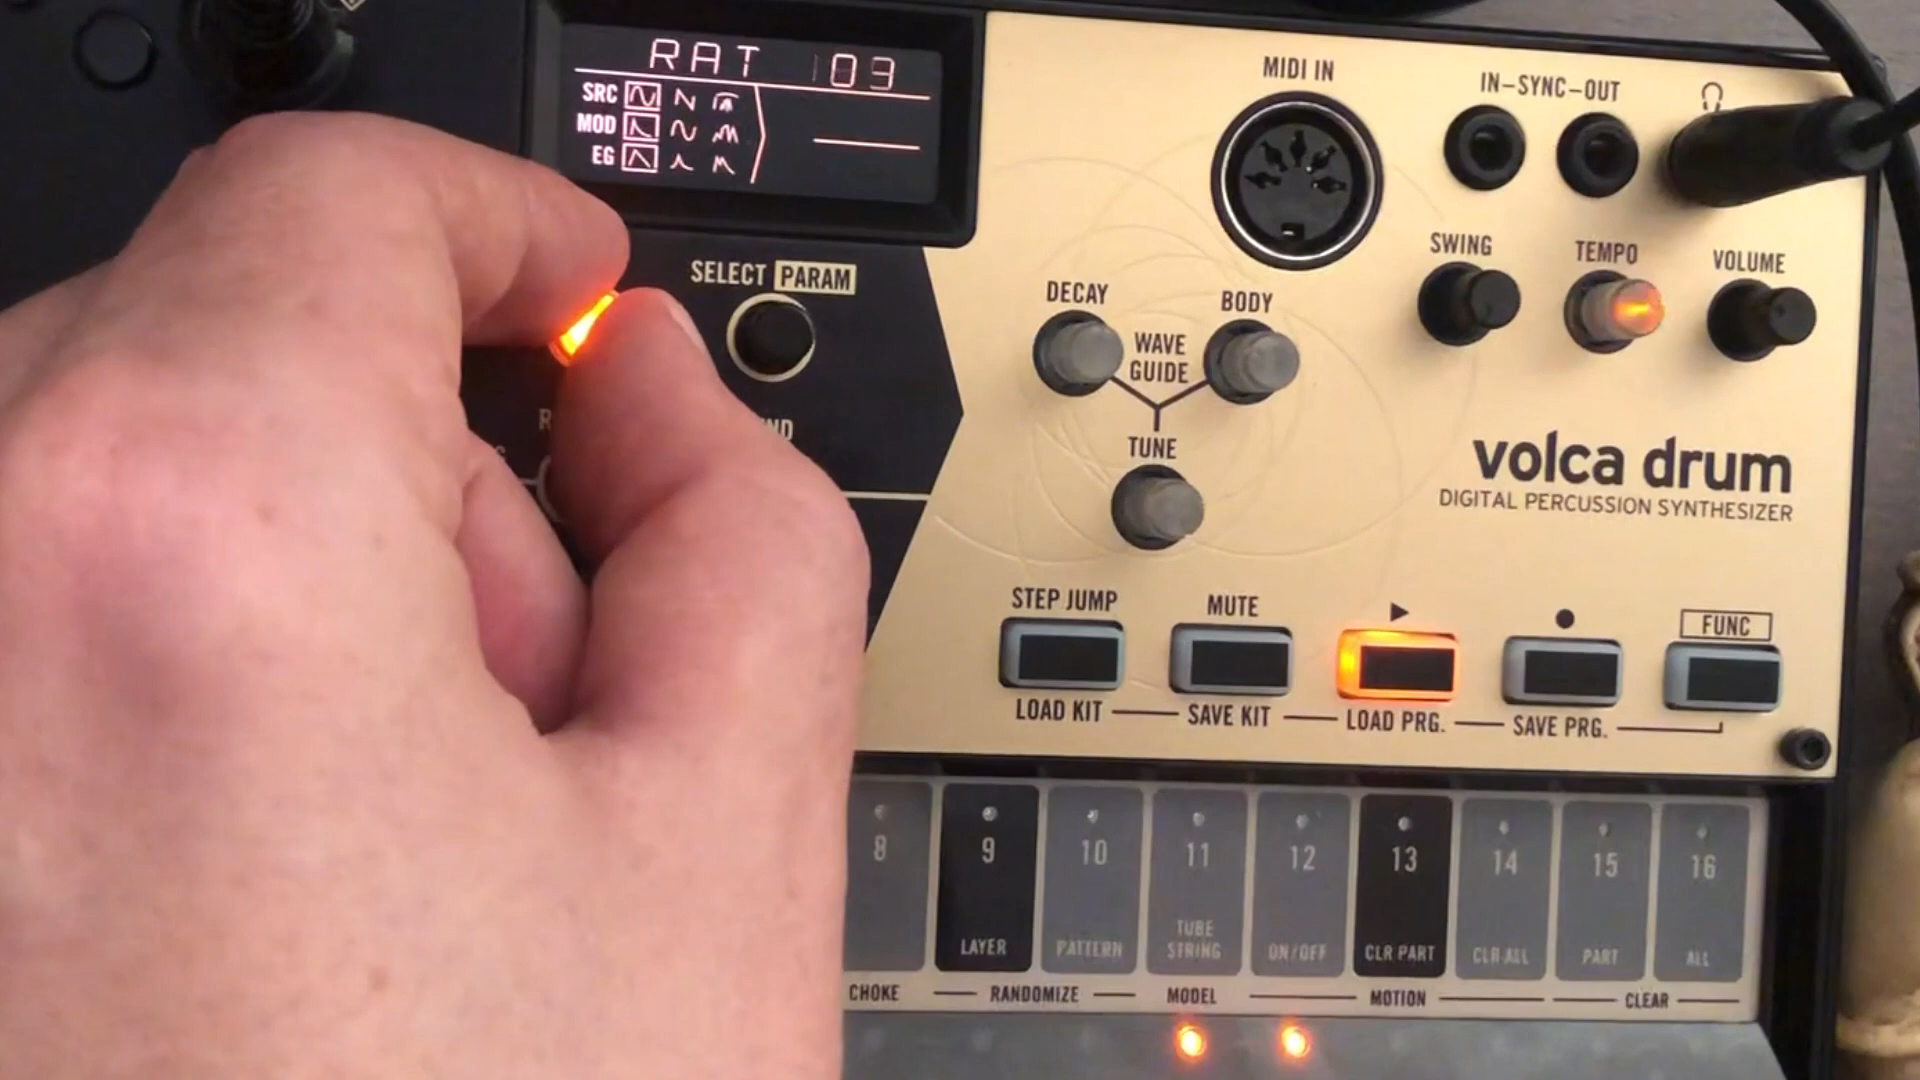 RAT 109
SRC
MOD
EG
MIDI IN
IN–SYNC–OUT
SELECT PARAM
SWING
TEMPO
VOLUME
DECAY
BODY
WAVE
GUIDE
TUNE
volca drum
DIGITAL PERCUSSION SYNTHESIZER
STEP JUMP
MUTE
FUNC
LOAD KIT
SAVE KIT
LOAD PRG.
SAVE PRG.
8 9 10 11 12 13 14 15 16
LAYER
PATTERN
TUBE
STRING
ON/OFF
CLR PART
CLR ALL
PART
ALL
CHOKE
RANDOMIZE
MODEL
MOTION
CLEAR